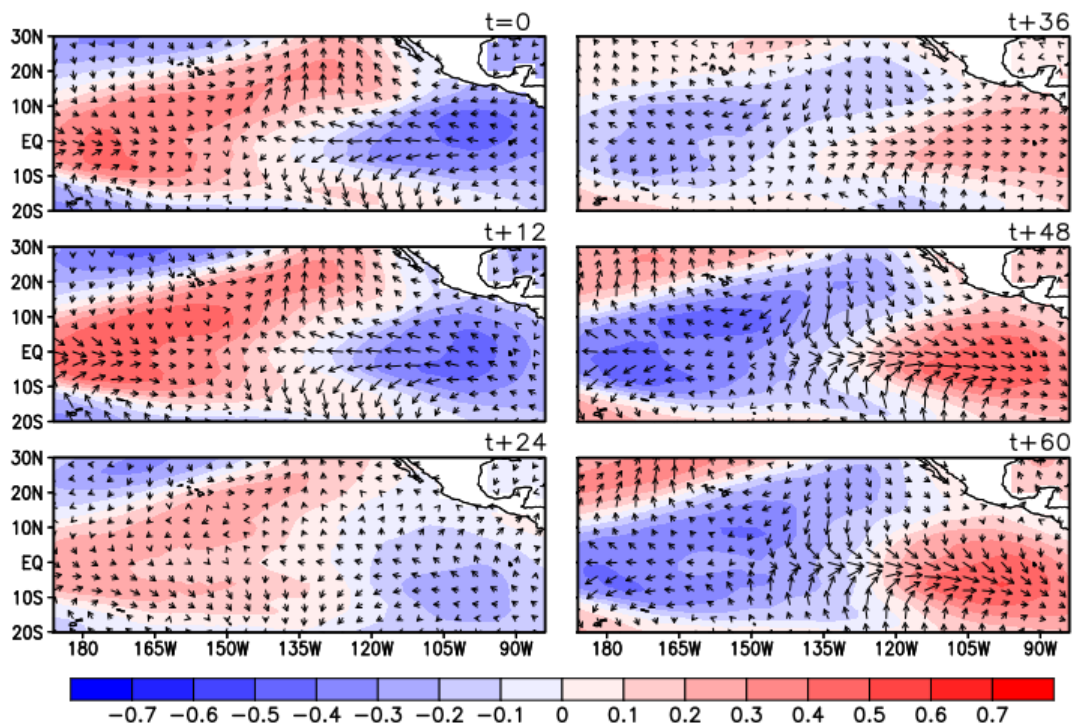 t=0
30N
20N
10N
EQ
10S
20S
t+36
t+12
30N
20N
10N
EQ
10S
20S
t+48
t+24
30N
20N
10N
EQ
10S
20S
180 165W 150W 135W 120W 105W 90W
t+60
180 165W 150W 135W 120W 105W 90W
−0.7 −0.6 −0.5 −0.4 −0.3 −0.2 −0.1 0 0.1 0.2 0.3 0.4 0.5 0.6 0.7